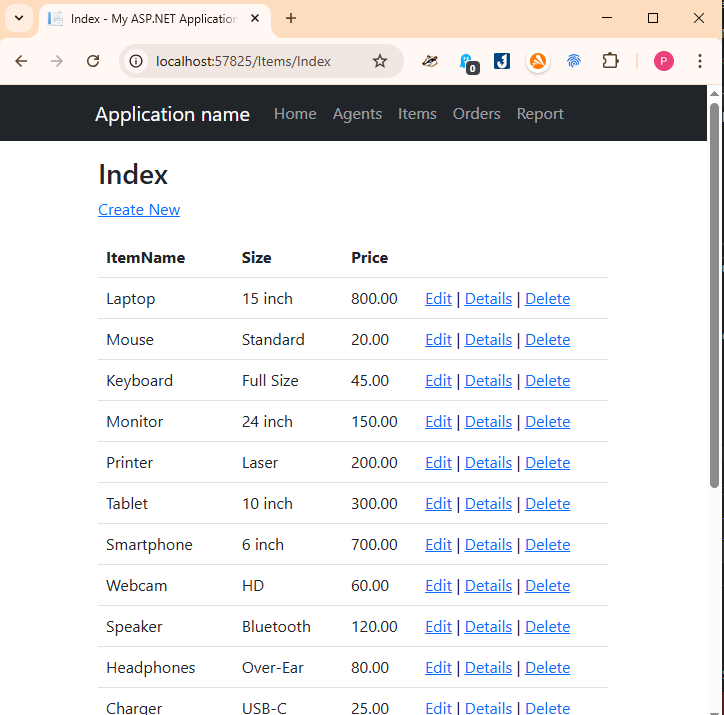 Index - My ASP.NET Application
localhost:57825/Items/Index
0
P
Application name Home Agents Items Orders Report
Index
Create New
ItemName Size Price
Laptop 15 inch 800.00 Edit | Details | Delete
Mouse Standard 20.00 Edit | Details | Delete
Keyboard Full Size 45.00 Edit | Details | Delete
Monitor 24 inch 150.00 Edit | Details | Delete
Printer Laser 200.00 Edit | Details | Delete
Tablet 10 inch 300.00 Edit | Details | Delete
Smartphone 6 inch 700.00 Edit | Details | Delete
Webcam HD 60.00 Edit | Details | Delete
Speaker Bluetooth 120.00 Edit | Details | Delete
Headphones Over-Ear 80.00 Edit | Details | Delete
Charger USB-C 25.00 Edit | Details | Delete